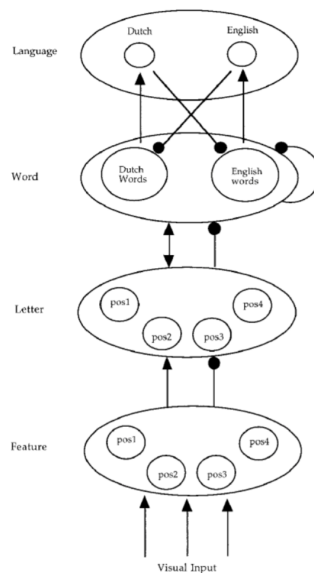 Dutch
English
Language
Dutch
Words
English
words
Word
pos1
pos4
Letter
pos2
pos3
pos1
pos4
Feature
pos2
pos3
Visual Input